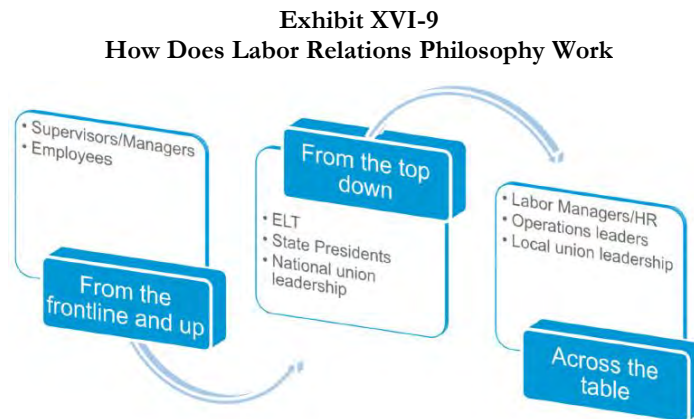 Exhibit XVI-9
How Does Labor Relations Philosophy Work
• Supervisors/Managers
• Employees
From the
frontline and up
From the top
down
• ELT
• State Presidents
• National union
leadership
• Labor Managers/HR
• Operations leaders
• Local union leadership
Across the
table